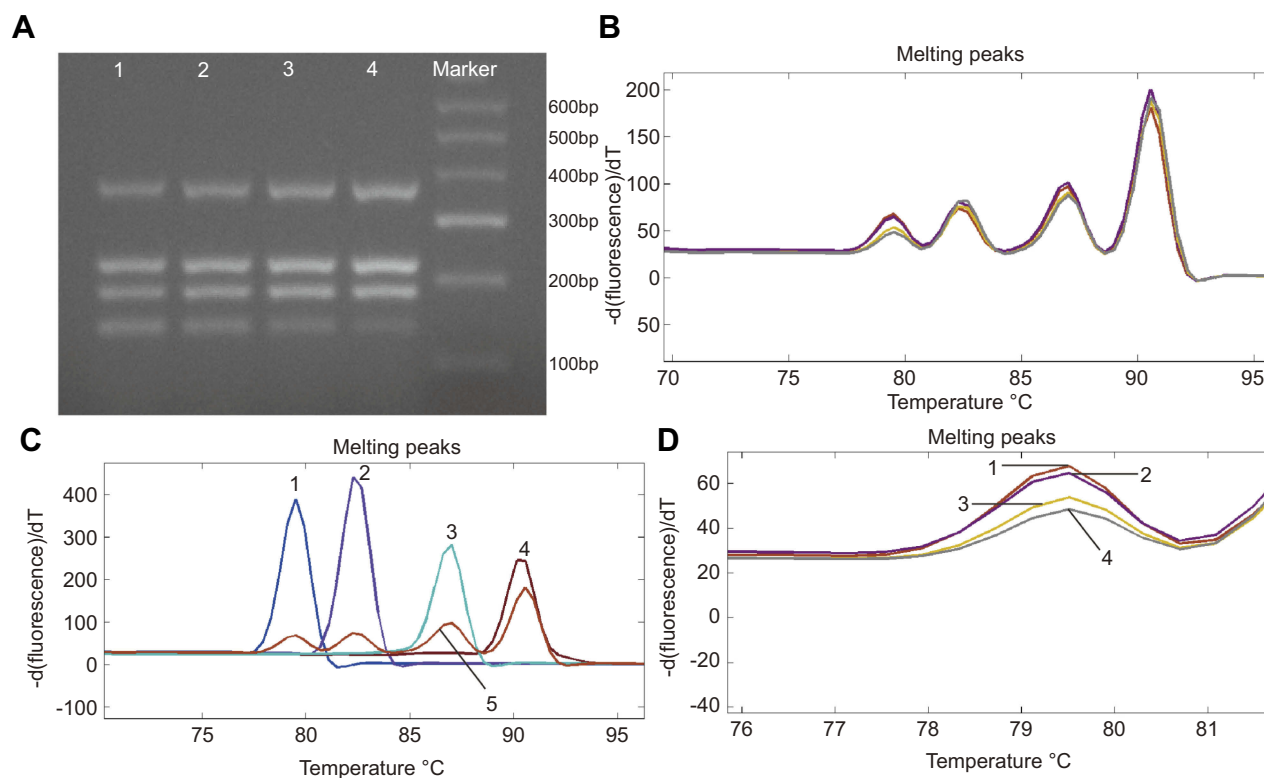 A
1 2 3 4 Marker
600bp
500bp
400bp
300bp
200bp
100bp
B
Melting peaks
-d(fluorescence)/dT
200
150
100
50
0
50
70 75 80 85 90 95
Temperature °C
C
Melting peaks
-d(fluorescence)/dT
400
300
200
100
0
-100
1 2 3 4
5
75 80 85 90 95
Temperature °C
D
Melting peaks
-d(fluorescence)/dT
60
40
20
0
-20
-40
1 2
3
4
76 77 78 79 80 81
Temperature °C